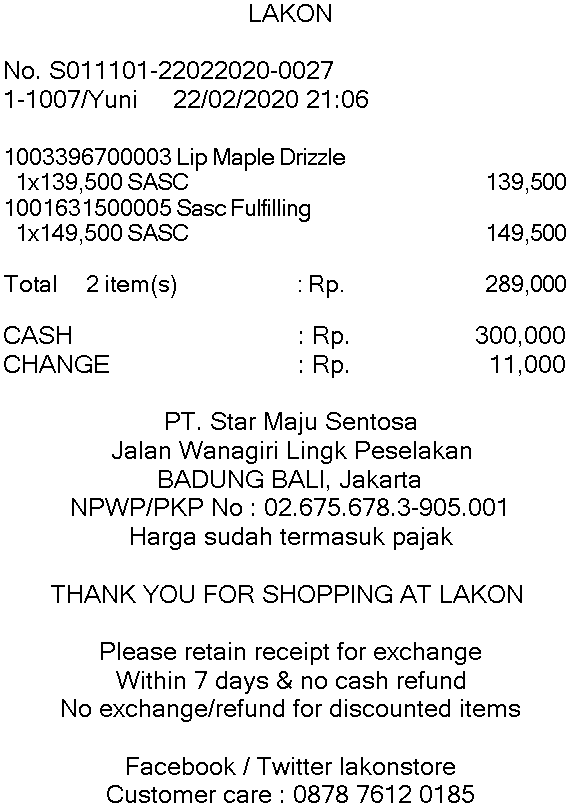 LAKON
No. S011101-22022020-0027
1-1007/Yuni 22/02/2020 21:06
1003396700003 Lip Maple Drizzle
1x139,500 SASC 139,500
1001631500005 Sasc Fulfilling
1x149,500 SASC 149,500
Total 2 item(s) : Rp. 289,000
CASH : Rp. 300,000
CHANGE : Rp. 11,000
PT. Star Maju Sentosa
Jalan Wanagiri Lingk Peselakan
BADUNG BALI, Jakarta
NPWP/PKP No : 02.675.678.3-905.001
Harga sudah termasuk pajak
THANK YOU FOR SHOPPING AT LAKON
Please retain receipt for exchange
Within 7 days & no cash refund
No exchange/refund for discounted items
Facebook / Twitter lakonstore
Customer care : 0878 7612 0185